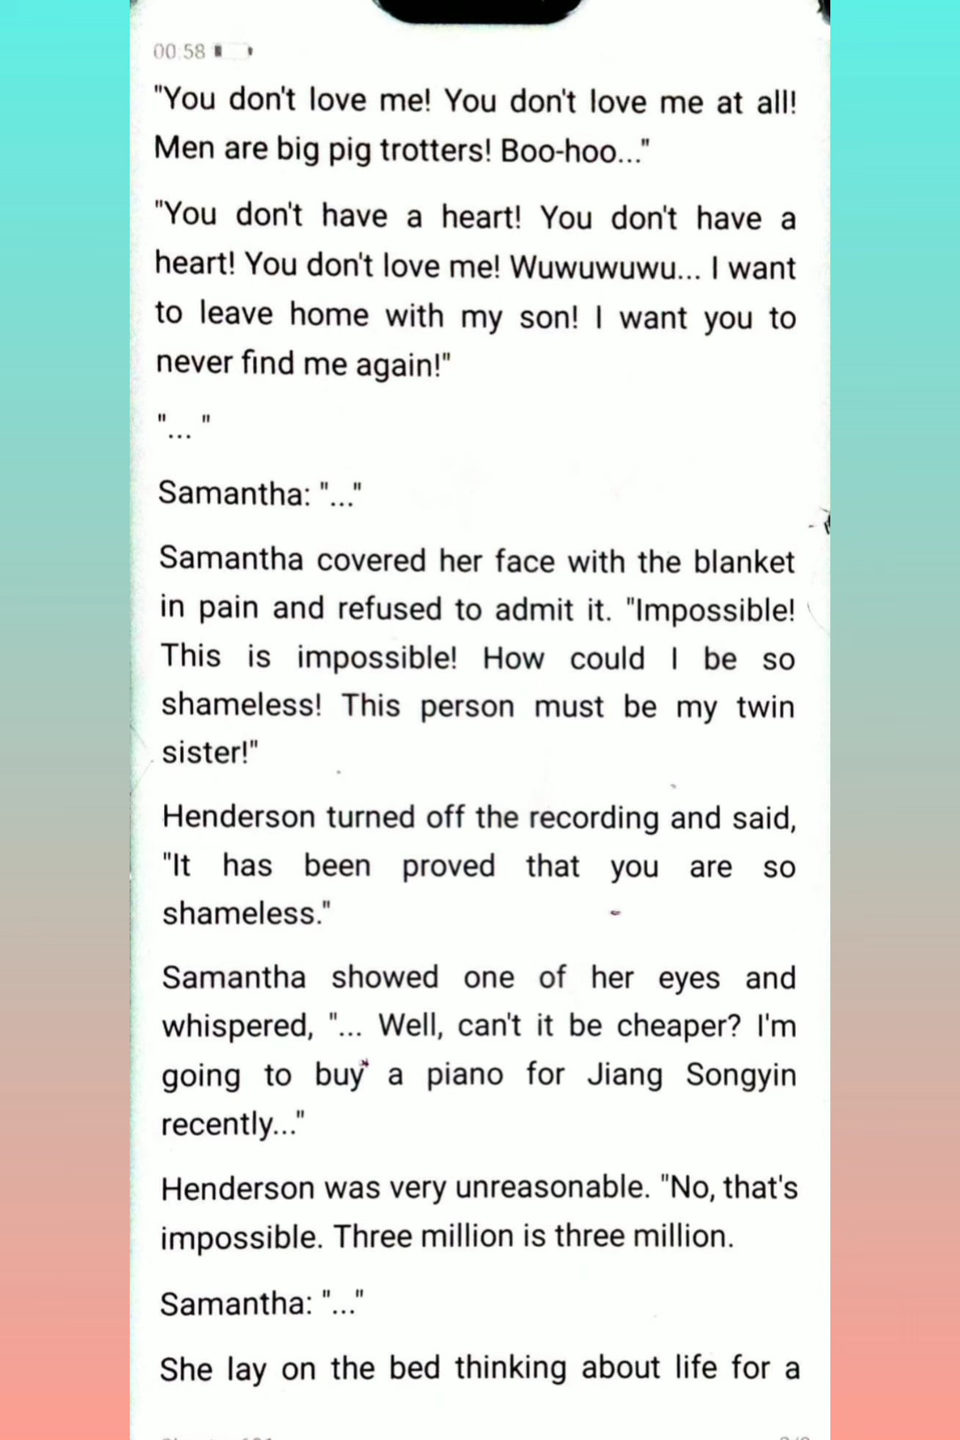 00.58
"You don't love me! You don't love me at all!
Men are big pig trotters! Boo-hoo..."
"You don't have a heart! You don't have a
heart! You don't love me! Wuwuwuwu... I want
to leave home with my son! I want you to
never find me again!"
"... "
Samantha: "..."
Samantha covered her face with the blanket
in pain and refused to admit it. "Impossible!
This is impossible! How could I be so
shameless! This person must be my twin
sister!"
Henderson turned off the recording and said,
"It has been proved that you are so
shameless."
Samantha showed one of her eyes and
whispered, "... Well, can't it be cheaper? I'm
going to buy a piano for Jiang Songyin
recently..."
Henderson was very unreasonable. "No, that's
impossible. Three million is three million.
Samantha: "..."
She lay on the bed thinking about life for a